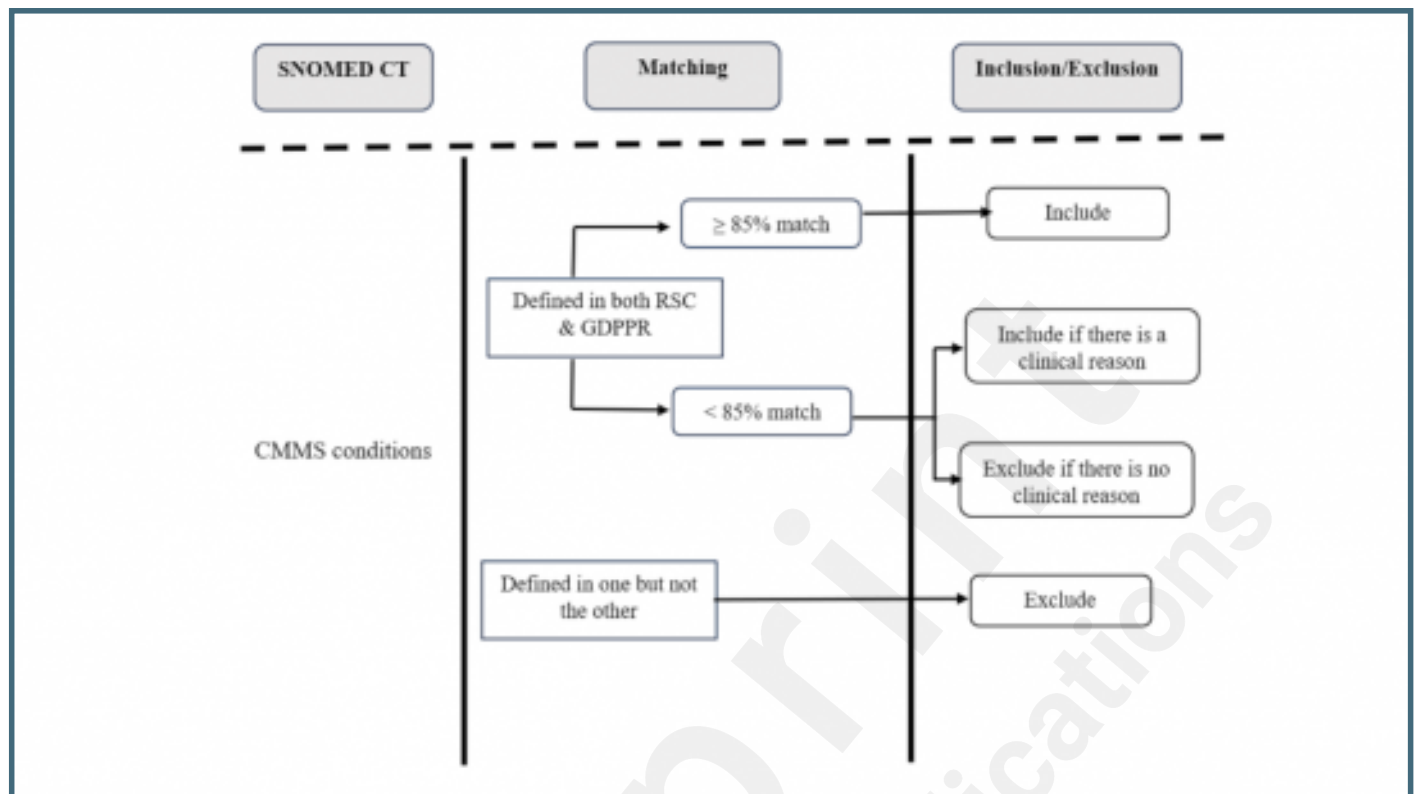 SNOMED CT
Matching
Inclusion/Exclusion
≥ 85% match
Include
Defined in both RSC
& GDPPR
Include if there is a
clinical reason
< 85% match
CMMS conditions
Exclude if there is no
clinical reason
Defined in one but not
the other
Exclude
print
lications